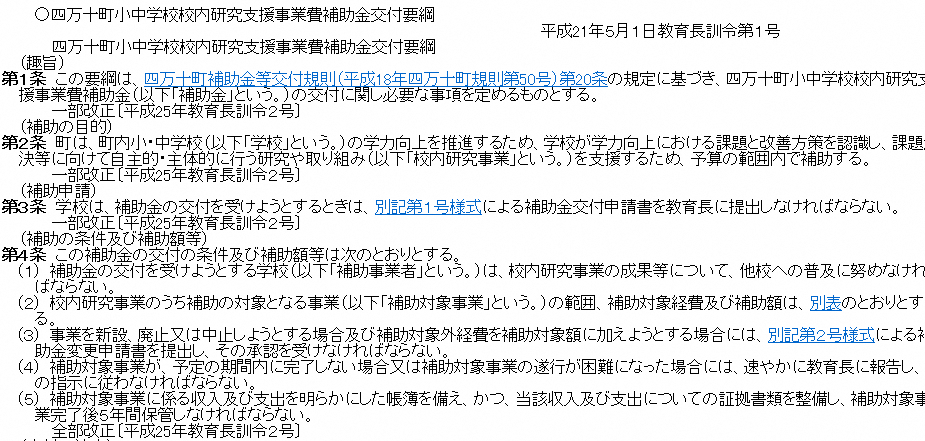 ○四万十町小中学校校内研究支援事業費補助金交付要綱
平成21年5月1日教育長訓令第1号
四万十町小中学校校内研究支援事業費補助金交付要綱
(趣旨)
第1条 この要綱は、四万十町補助金等交付規則(平成18年四万十町規則第50号)第20条の規定に基づき、四万十町小中学校校内研究支
援事業費補助金(以下「補助金」という。)の交付に関し必要な事項を定めるものとする。
一部改正〔平成25年教育長訓令2号〕
(補助の目的)
第2条 町は、町内小・中学校(以下「学校」という。)の学力向上を推進するため、学校が学力向上における課題と改善方策を認識し、課題
決等に向けて自主的・主体的に行う研究や取り組み(以下「校内研究事業」という。)を支援するため、予算の範囲内で補助する。
一部改正〔平成25年教育長訓令2号〕
(補助申請)
第3条 学校は、補助金の交付を受けようとするときは、別記第1号様式による補助金交付申請書を教育長に提出しなければならない。
一部改正〔平成25年教育長訓令2号〕
(補助の条件及び補助額等)
第4条 この補助金の交付の条件及び補助額等は次のとおりとする。
(1) 補助金の交付を受けようとする学校(以下「補助事業者」という。)は、校内研究事業の成果等について、他校への普及に努めなけれ
ばならない。
(2) 校内研究事業のうち補助の対象となる事業(以下「補助対象事業」という。)の範囲、補助対象経費及び補助額は、別表のとおりとす
る。
(3) 事業を新設、廃止又は中止しようとする場合及び補助対象外経費を補助対象額に加えようとする場合には、別記第2号様式による補
助金変更申請書を提出し、その承認を受けなければならない。
(4) 補助対象事業が、予定の期間内に完了しない場合又は補助対象事業の遂行が困難になった場合には、速やかに教育長に報告し、
の指示に従わなければならない。
(5) 補助対象事業に係る収入及び支出を明らかにした帳簿を備え、かつ、当該収入及び支出についての証拠書類を整備し、補助対象事
業完了後5年間保管しなければならない。
全部改正〔平成25年教育長訓令2号〕